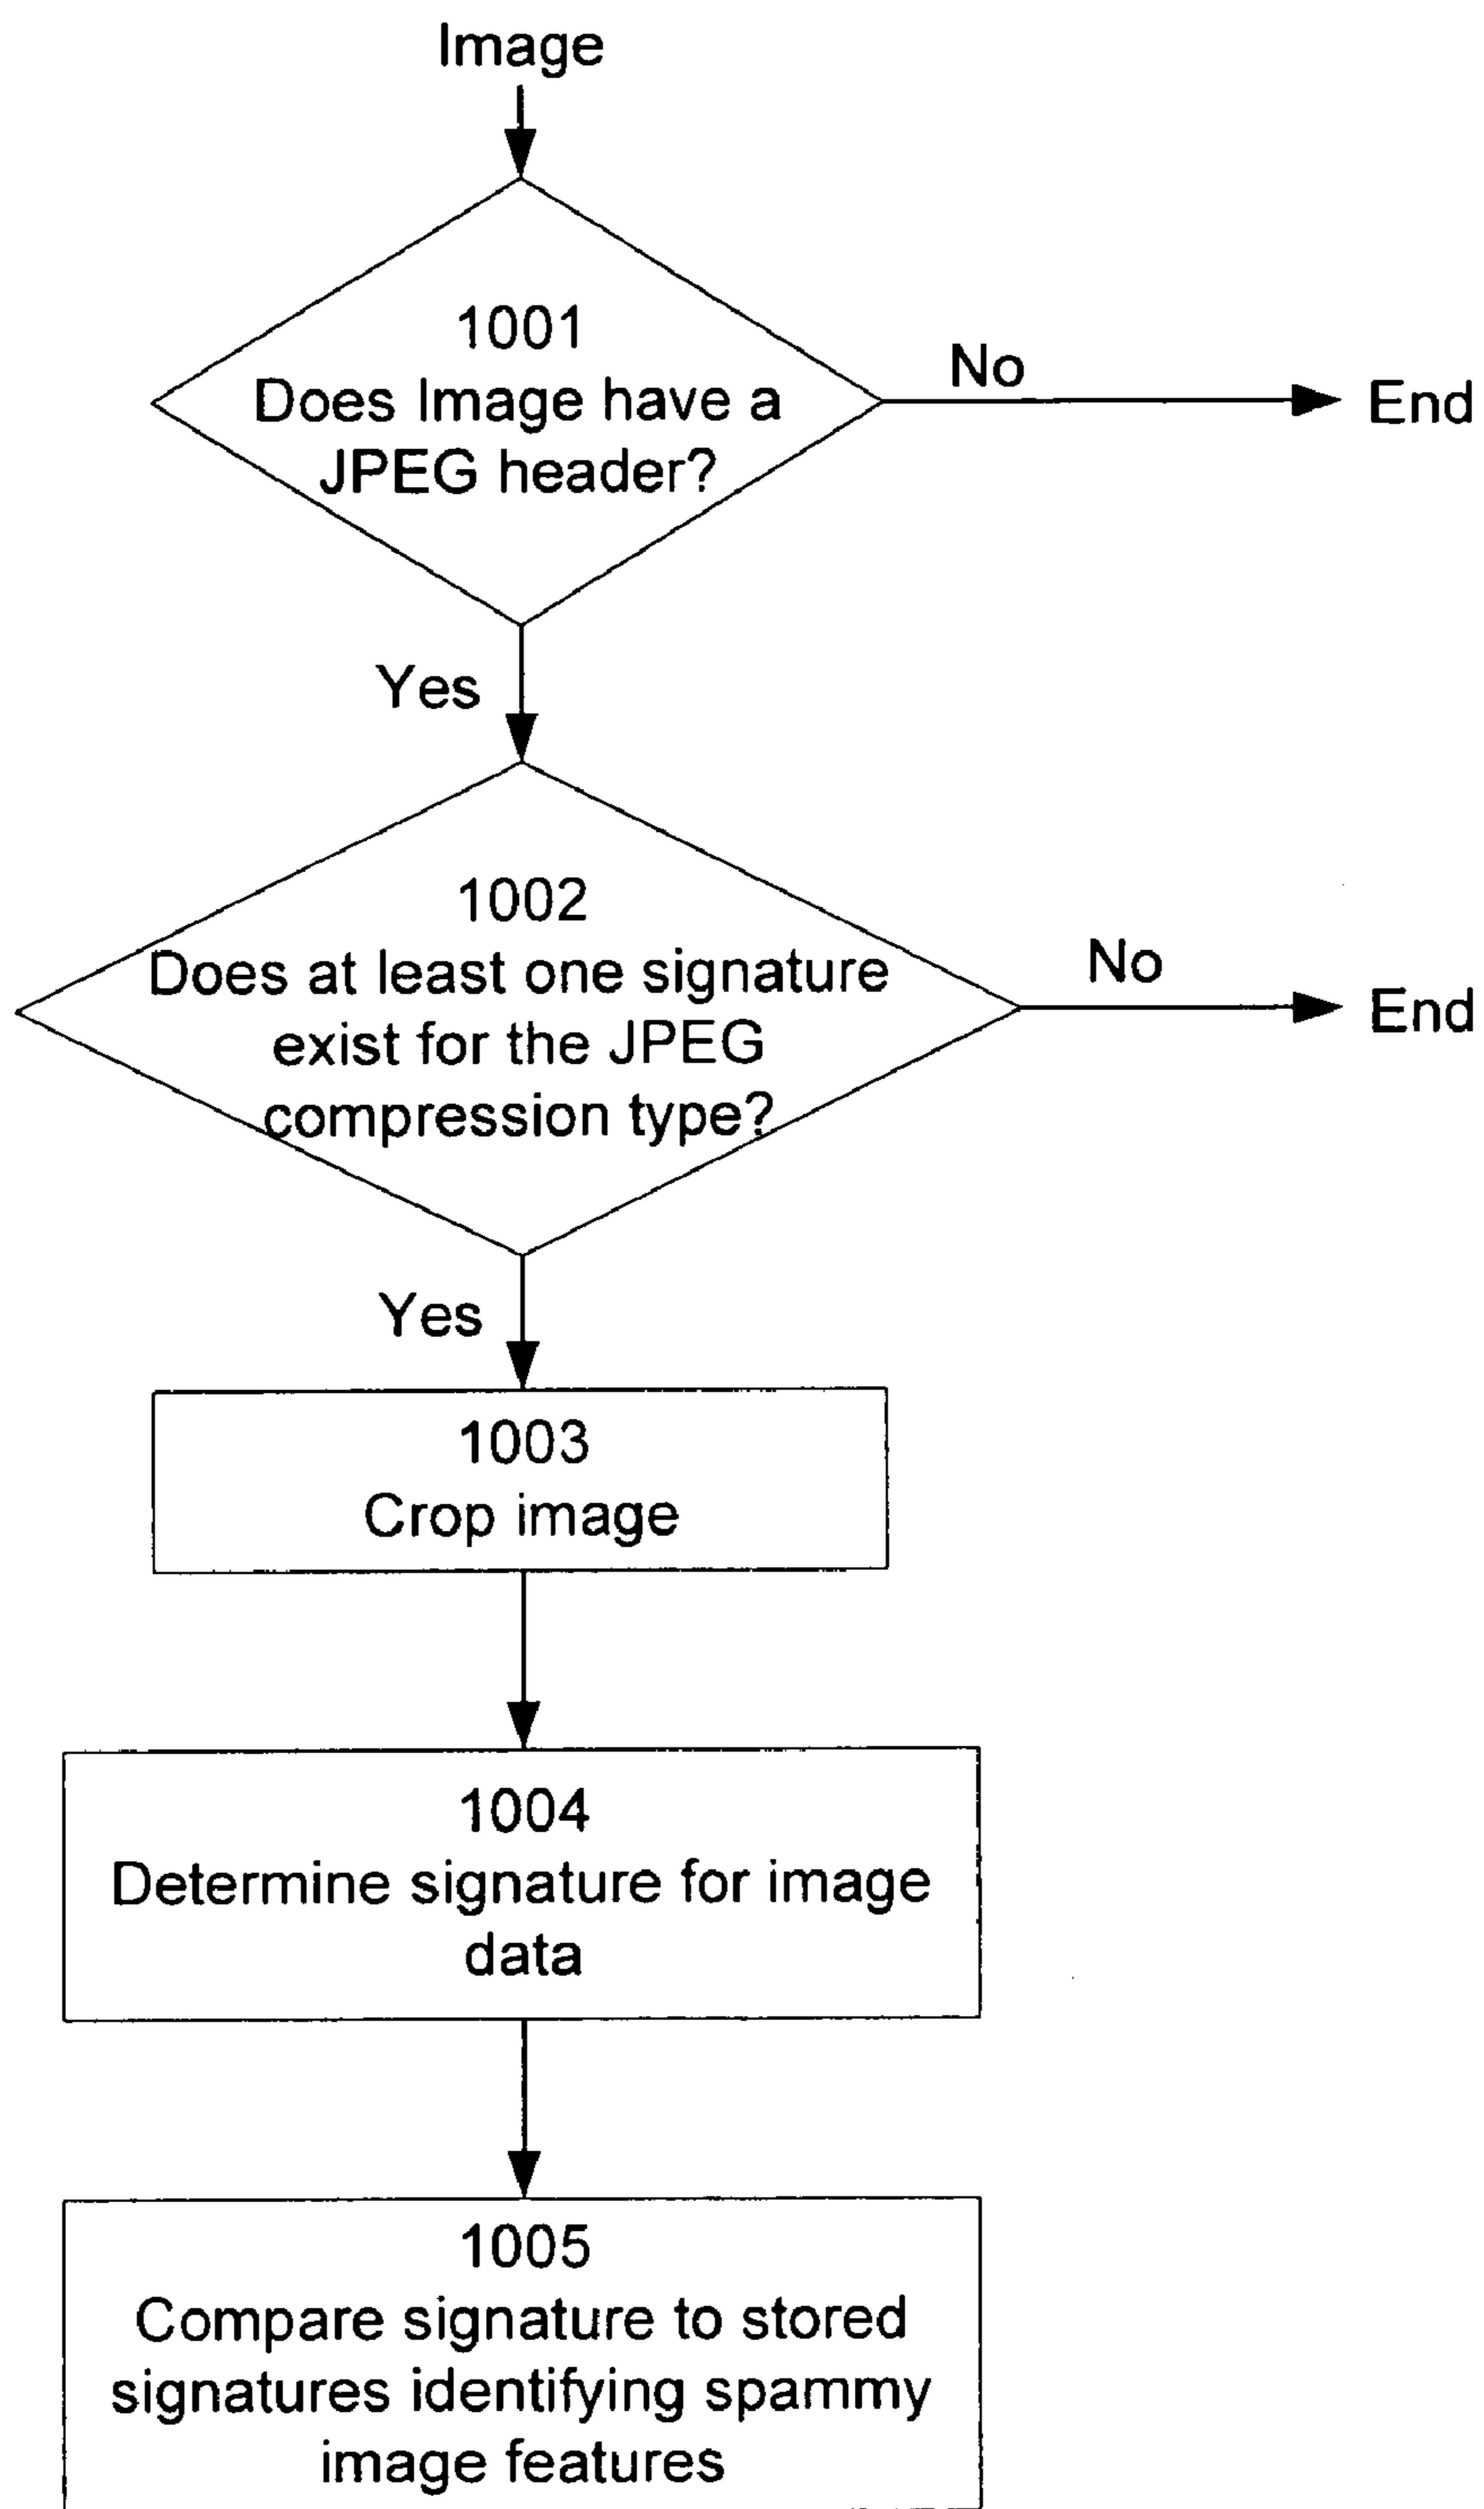 Image
1001
Does Image have a
JPEG header?
No
End
Yes
1002
Does at least one signature
exist for the JPEG
compression type?
No
End
Yes
1003
Crop image
1004
Determine signature for image
data
1005
Compare signature to stored
signatures identifying spammy
image features